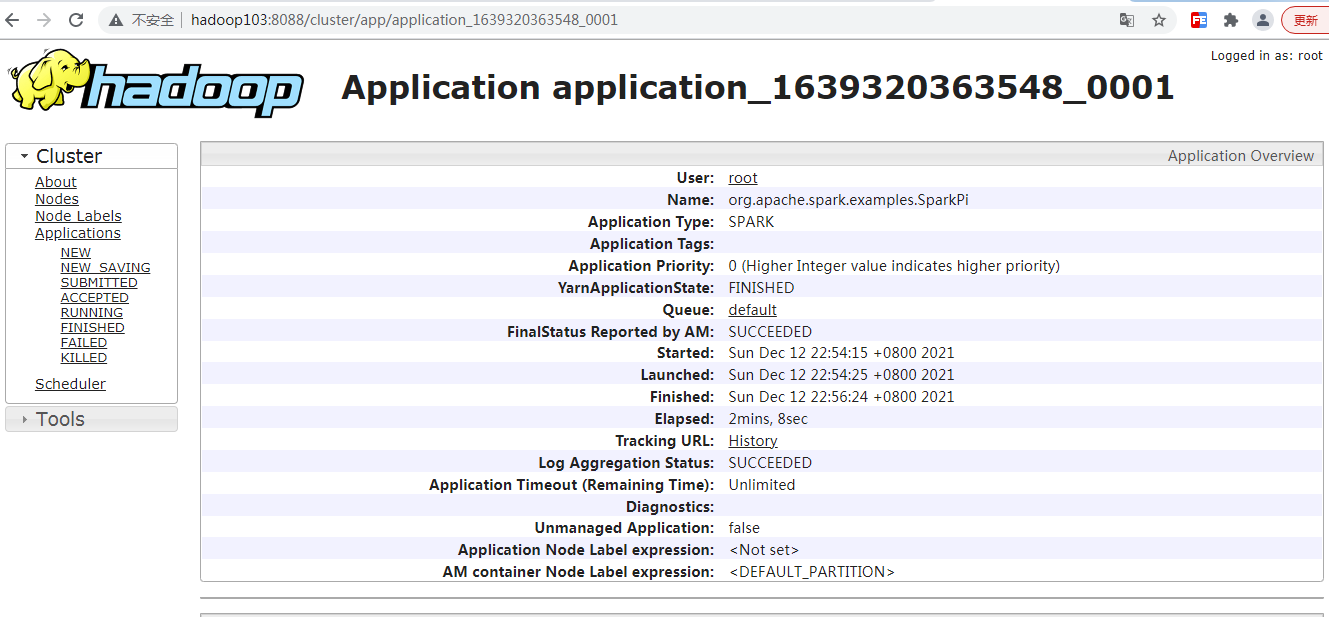 不安全 hadoop103:8088/cluster/app/application_1639320363548_0001 更新
Logged in as: root
hadoop
Application application_1639320363548_0001
Cluster
About
Nodes
Node Labels
Applications
NEW
NEW_SAVING
SUBMITTED
ACCEPTED
RUNNING
FINISHED
FAILED
KILLED
Scheduler
Tools
Application Overview
User: root
Name: org.apache.spark.examples.SparkPi
Application Type: SPARK
Application Tags:
Application Priority: 0 (Higher Integer value indicates higher priority)
YarnApplicationState: FINISHED
Queue: default
FinalStatus Reported by AM: SUCCEEDED
Started: Sun Dec 12 22:54:15 +0800 2021
Launched: Sun Dec 12 22:54:25 +0800 2021
Finished: Sun Dec 12 22:56:24 +0800 2021
Elapsed: 2mins, 8sec
Tracking URL: History
Log Aggregation Status: SUCCEEDED
Application Timeout (Remaining Time): Unlimited
Diagnostics:
Unmanaged Application: false
Application Node Label expression: <Not set>
AM container Node Label expression: <DEFAULT_PARTITION>